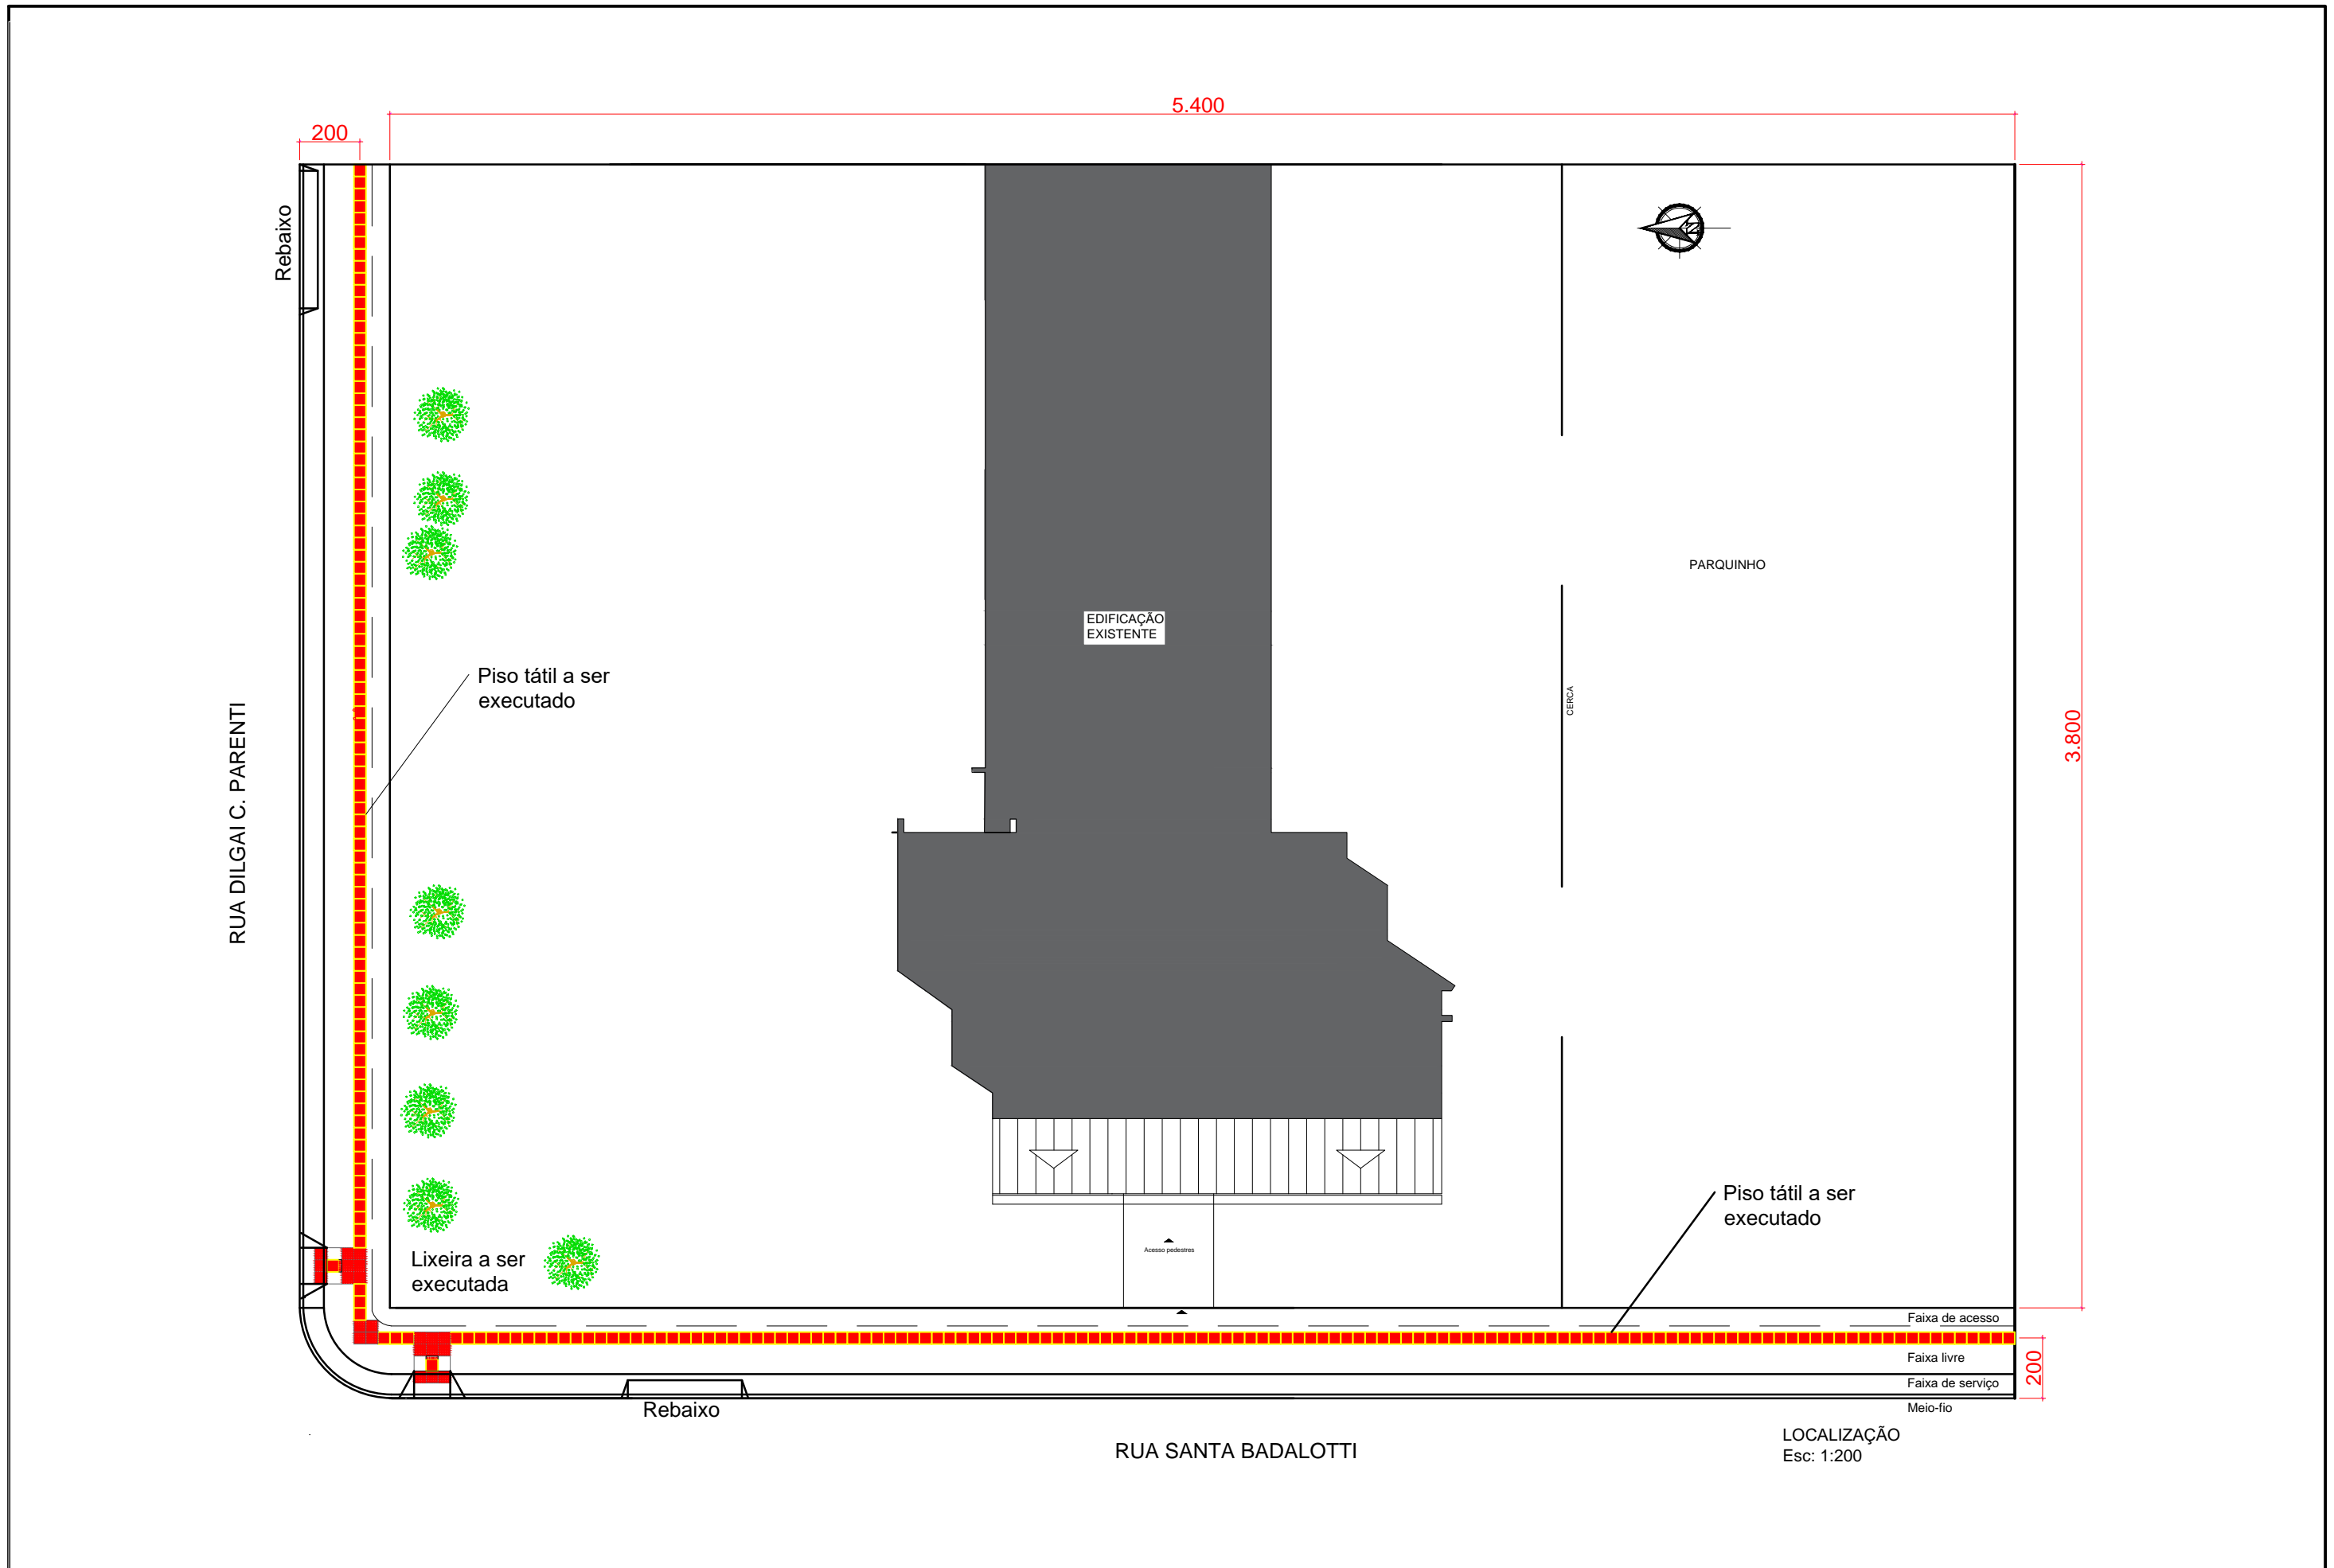 5.400
200
Rebaixo
PARQUINHO
EDIFICAÇÃO
EXISTENTE
Piso tátil a ser
executado
CERCA
3.800
RUA DILGAI C. PARENTI
Piso tátil a ser
executado
Lixeira a ser
executada
Acesso pedestres
Faixa de acesso
Faixa livre
200
Faixa de serviço
Meio-fio
Rebaixo
RUA SANTA BADALOTTI
LOCALIZAÇÃO
Esc: 1:200